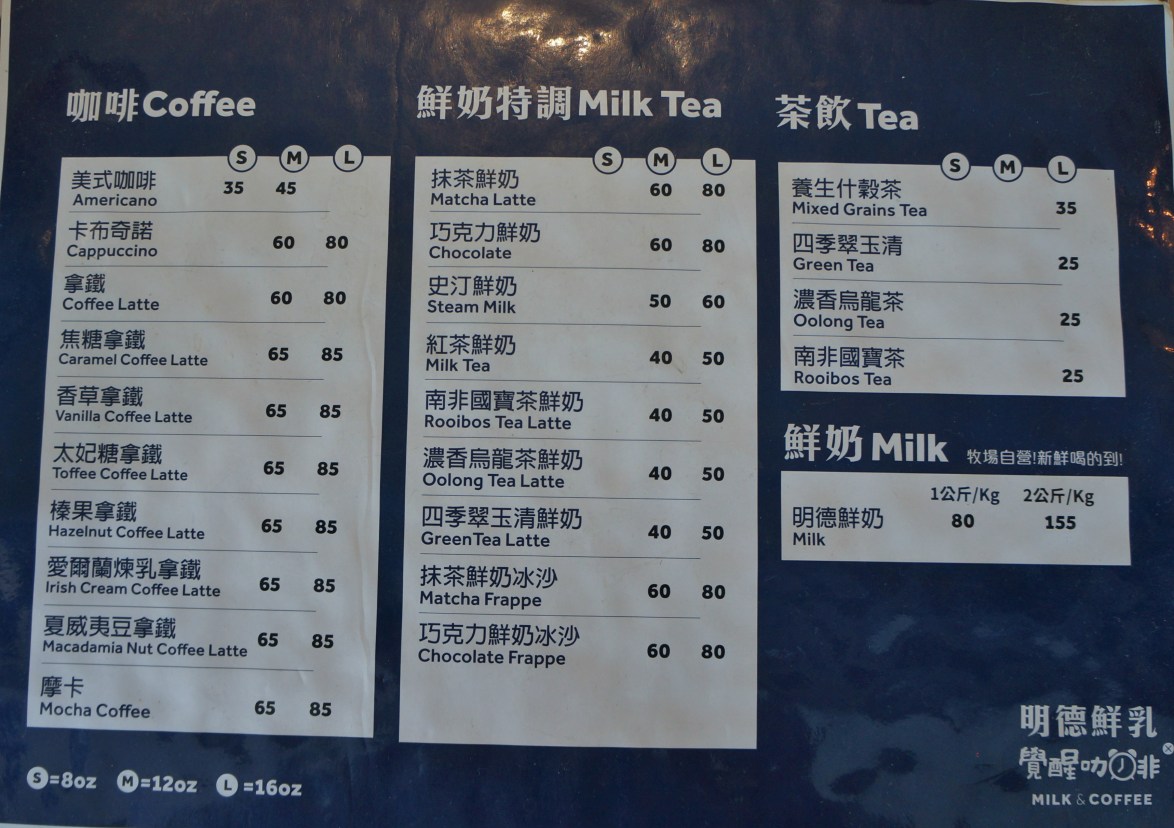 咖啡Coffee
S M L
美式咖啡 35 45
Americano
卡布奇諾
Cappuccino 60 80
拿鐵
Coffee Latte 60 80
焦糖拿鐵
Caramel Coffee Latte 65 85
香草拿鐵
Vanilla Coffee Latte 65 85
太妃糖拿鐵
Toffee Coffee Latte 65 85
榛果拿鐵
Hazelnut Coffee Latte 65 85
愛爾蘭煉乳拿鐵
Irish Cream Coffee Latte 65 85
夏威夷豆拿鐵
Macadamia Nut Coffee Latte 65 85
摩卡
Mocha Coffee 65 85
S=8oz M=12oz L=16oz
鮮奶特調Milk Tea
S M L
抹茶鮮奶
Matcha Latte 60 80
巧克力鮮奶
Chocolate 60 80
史汀鮮奶
Steam Milk 50 60
紅茶鮮奶
Milk Tea 40 50
南非國寶茶鮮奶
Rooibos Tea Latte 40 50
濃香烏龍茶鮮奶
Oolong Tea Latte 40 50
四季翠玉清鮮奶
GreenTea Latte 40 50
抹茶鮮奶冰沙
Matcha Frappe 60 80
巧克力鮮奶冰沙
Chocolate Frappe 60 80
茶飲 Tea
S M L
養生什穀茶
Mixed Grains Tea 35
四季翠玉清
Green Tea 25
濃香烏龍茶
Oolong Tea 25
南非國寶茶
Rooibos Tea 25
鮮奶 Milk 牧場自營!新鮮喝的到!
1公斤/Kg 2公斤/Kg
明德鮮奶 80 155
Milk
明德鮮乳
覺醒咖非
MILK & COFFEE